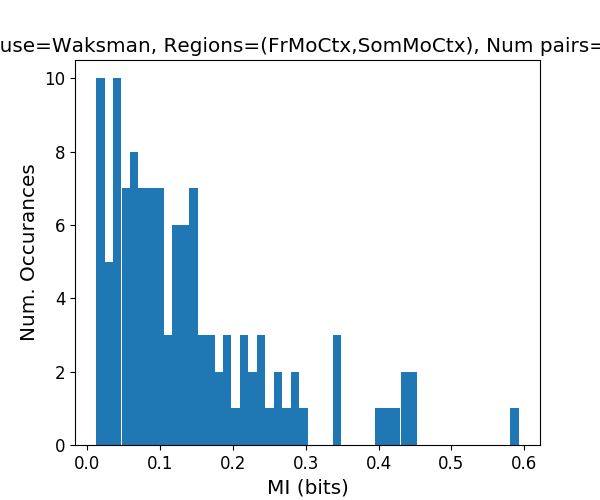 use=Waksman, Regions=(FrMoCtx,SomMoCtx), Num pairs=
10
8
6
4
2
0
Num. Occurances
0.0 0.1 0.2 0.3 0.4 0.5 0.6
MI (bits)